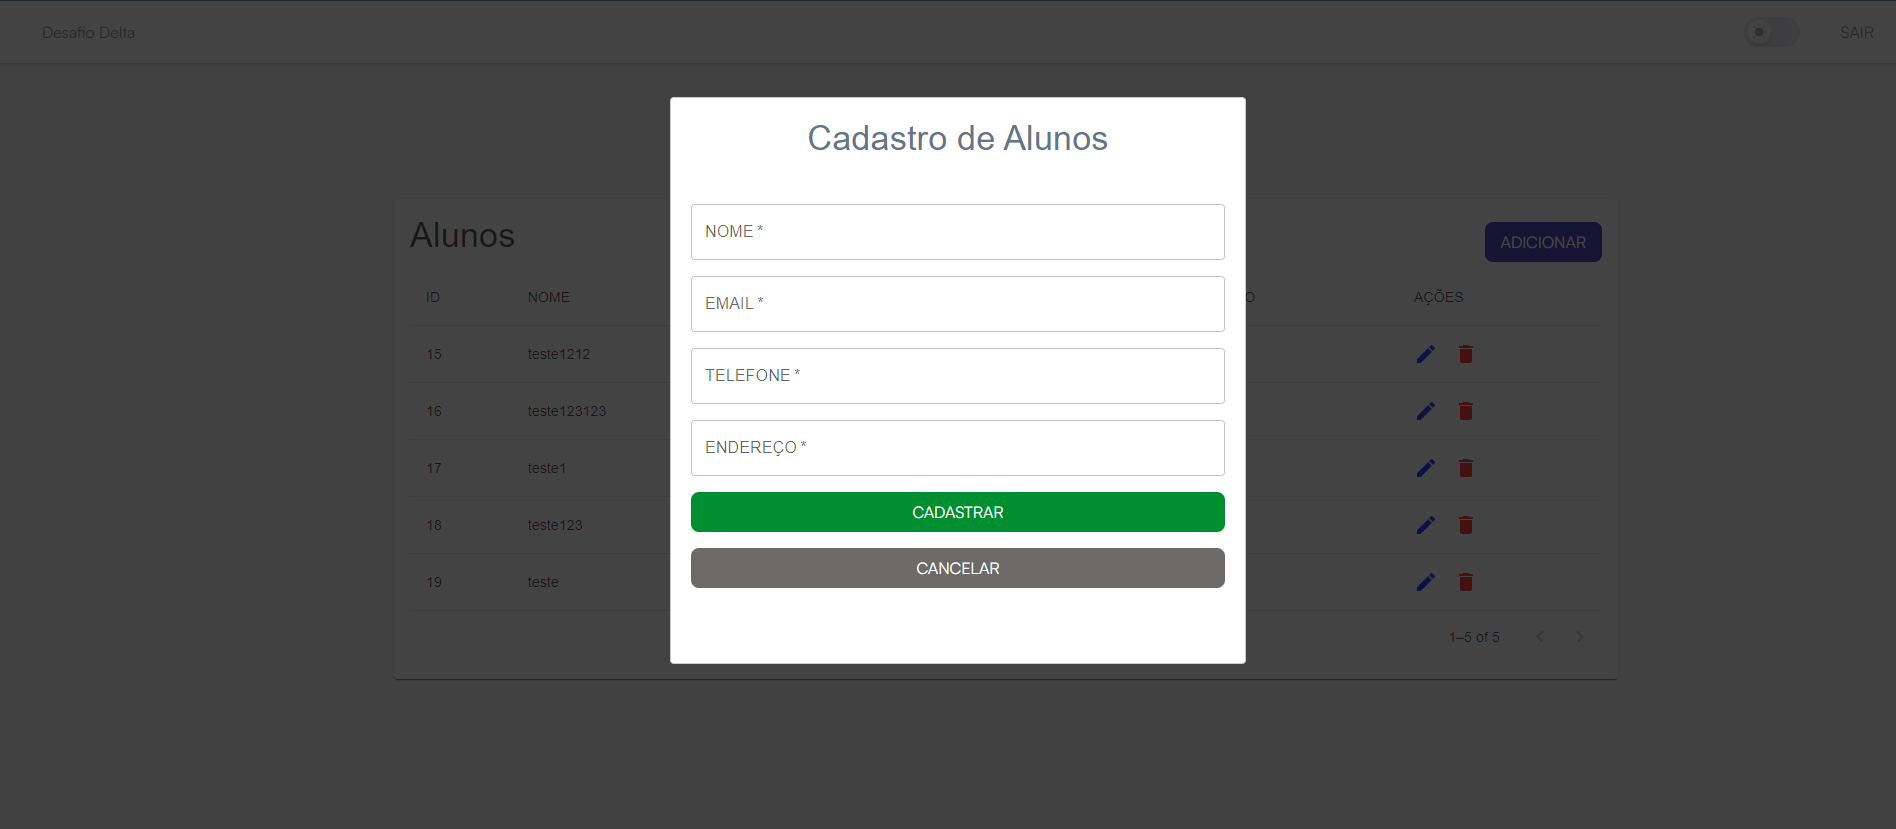 Desafio Delta
SAIR
Cadastro de Alunos
NOME *
EMAIL *
TELEFONE *
ENDEREÇO *
CADASTRAR
CANCELAR
Alunos
ADICIONAR
ID NOME O AÇÕES
15 teste1212
16 teste123123
17 teste1
18 teste123
19 teste
1–5 of 5